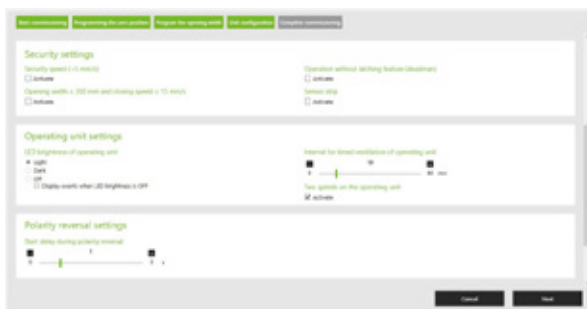 Start commissioning
Programming the zero position
Program the opening width
Unit configuration
Complete commissioning
Security settings
Security speed (<5 mm/s)
Activate
Operation without latching feature (deadman)
Activate
Opening width ≤ 200 mm and closing speed ≤ 15 mm/s
Activate
Sensor strip
Activate
Operating unit settings
LED brightness of operating unit
Light
Dark
Off
Display events when LED brightness is OFF
Interval for timed ventilation of operating unit
Two speeds on the operating unit
Activate
Polarity reversal settings
Start delay during polarity reversal
Cancel
Next